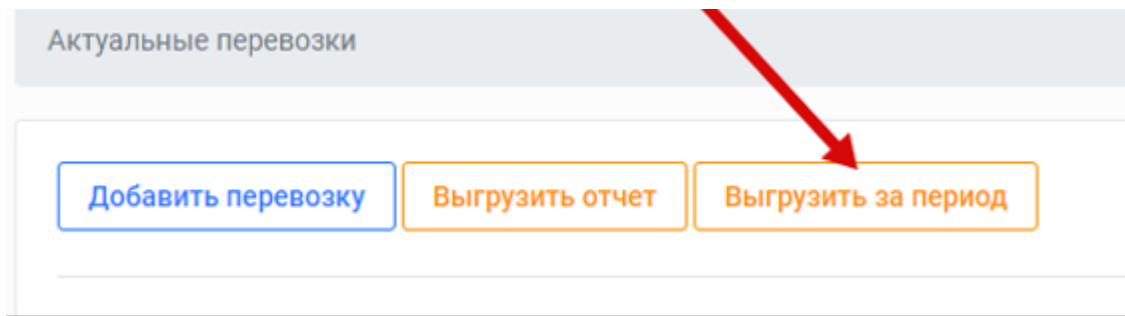 Актуальные перевозки
Добавить перевозку Выгрузить отчет Выгрузить за период